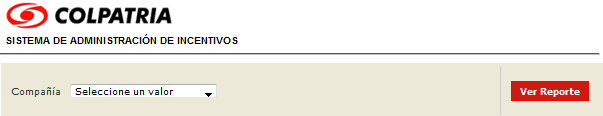 COLPATRIA
SISTEMA DE ADMINISTRACIÓN DE INCENTIVOS
Compañía Seleccione un valor Ver Reporte